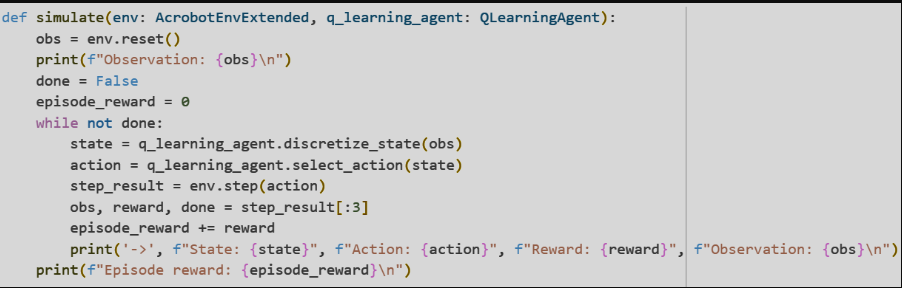 def simulate(env: AcrobotEnvExtended, q_learning_agent: QLearningAgent):
    obs = env.reset()
    print(f"Observation: {obs}\n")
    done = False
    episode_reward = 0
    while not done:
        state = q_learning_agent.discretize_state(obs)
        action = q_learning_agent.select_action(state)
        step_result = env.step(action)
        obs, reward, done = step_result[:3]
        episode_reward += reward
        print('->', f"State: {state}", f"Action: {action}", f"Reward: {reward}", f"Observation: {obs}\n")
    print(f"Episode reward: {episode_reward}\n")